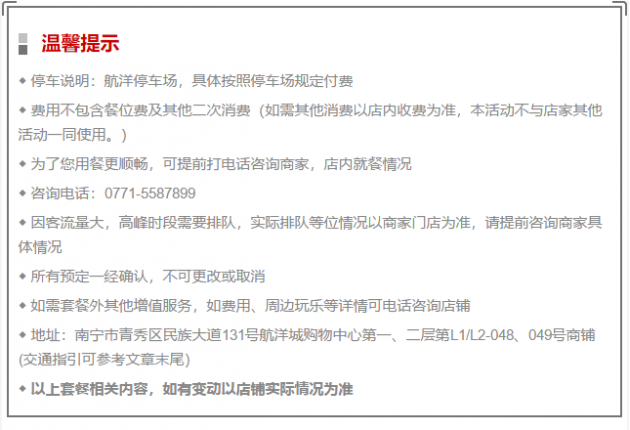 温馨提示
◆ 停车说明：航洋停车场，具体按照停车场规定付费
◆ 费用不包含餐位费及其他二次消费（如需其他消费以店内收费为准，本活动不与店家其他
活动一同使用。）
◆ 为了您用餐更顺畅，可提前打电话咨询商家，店内就餐情况
◆ 咨询电话：0771-5587899
◆ 因客流量大，高峰时段需要排队，实际排队等位情况以商家门店为准，请提前咨询商家具
体情况
◆ 所有预定一经确认，不可更改或取消
◆ 如需套餐外其他增值服务，如费用、周边玩乐等详情可电话咨询店铺
◆ 地址：南宁市青秀区民族大道131号航洋城购物中心第一、二层第L1/L2-048、049号商铺
(交通指引可参考文章末尾)
◆ 以上套餐相关内容，如有变动以店铺实际情况为准